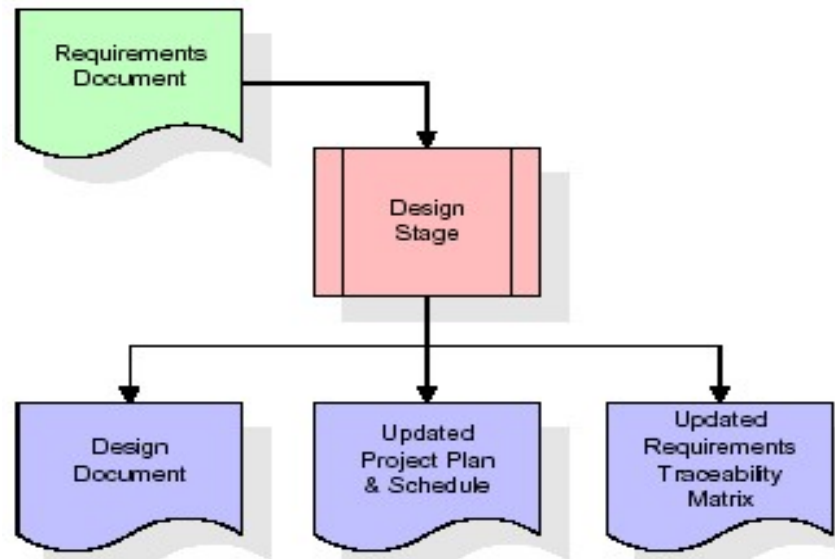 Requirements
Document
Design
Stage
Design
Document
Updated
Project Plan
& Schedule
Updated
Requirements
Traceability
Matrix